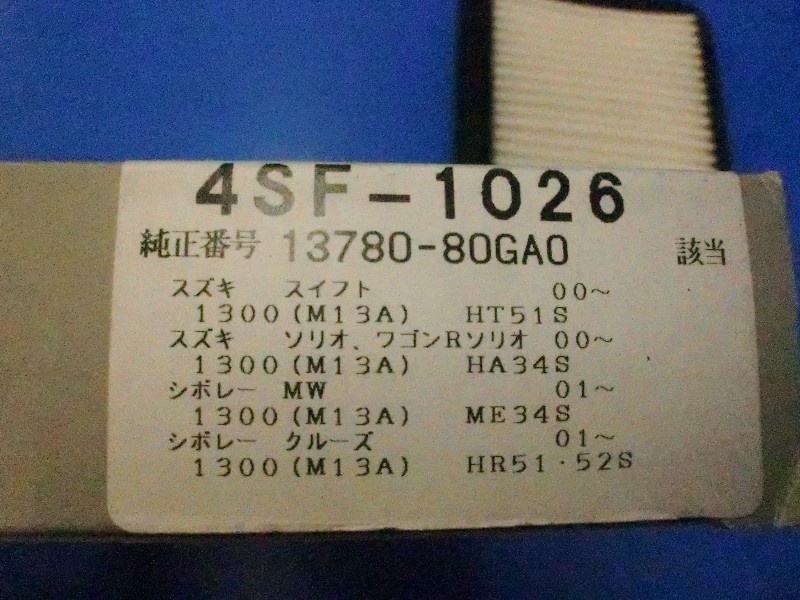 4SF-1026
純正番号 13780-80GA0 該当
スズキ スイフト 00～
1300(M13A) HT51S
スズキ ソリオ、ワゴンRソリオ 00～
1300(M13A) HA34S
シボレー MW 01～
1300(M13A) ME34S
シボレー クルーズ 01～
1300(M13A) HR51・52S